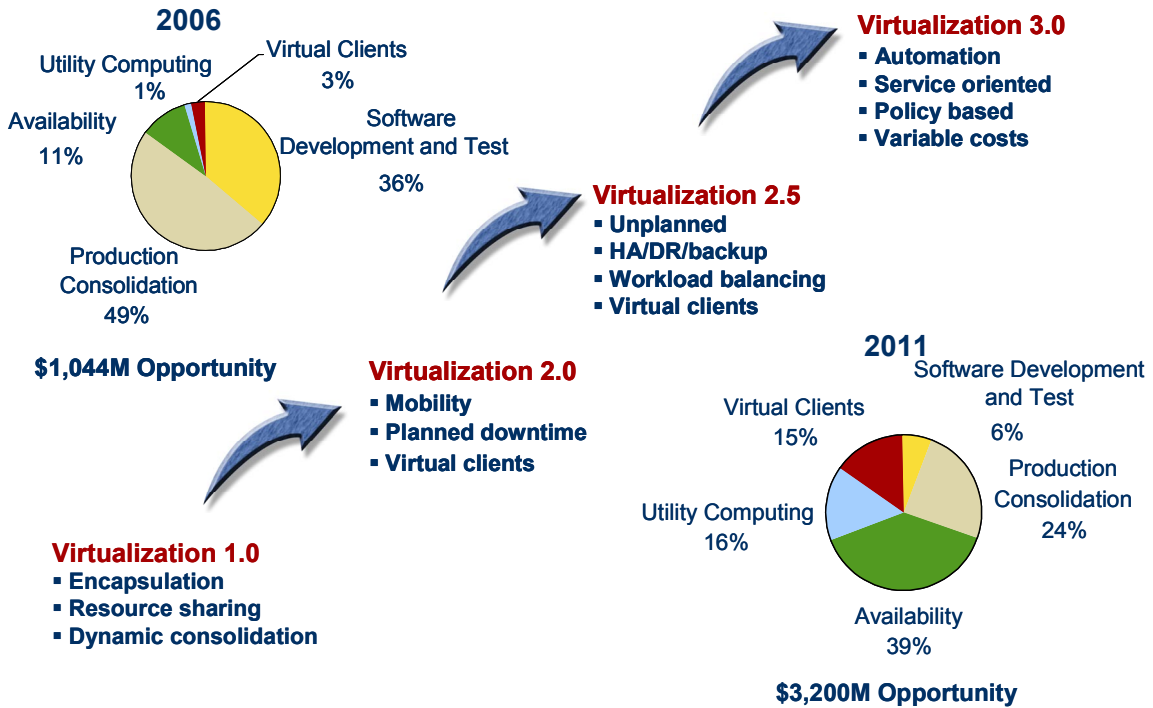 2006
Virtual Clients
3%
Utility Computing
1%
Availability
11%
Software
Development and Test
36%
Production
Consolidation
49%
$1,044M Opportunity
Virtualization 3.0
▪ Automation
▪ Service oriented
▪ Policy based
▪ Variable costs
Virtualization 2.5
▪ Unplanned
▪ HA/DR/backup
▪ Workload balancing
▪ Virtual clients
Virtualization 2.0
▪ Mobility
▪ Planned downtime
▪ Virtual clients
Virtualization 1.0
▪ Encapsulation
▪ Resource sharing
▪ Dynamic consolidation
2011
Software Development
and Test
6%
Virtual Clients
15%
Production
Consolidation
24%
Utility Computing
16%
Availability
39%
$3,200M Opportunity